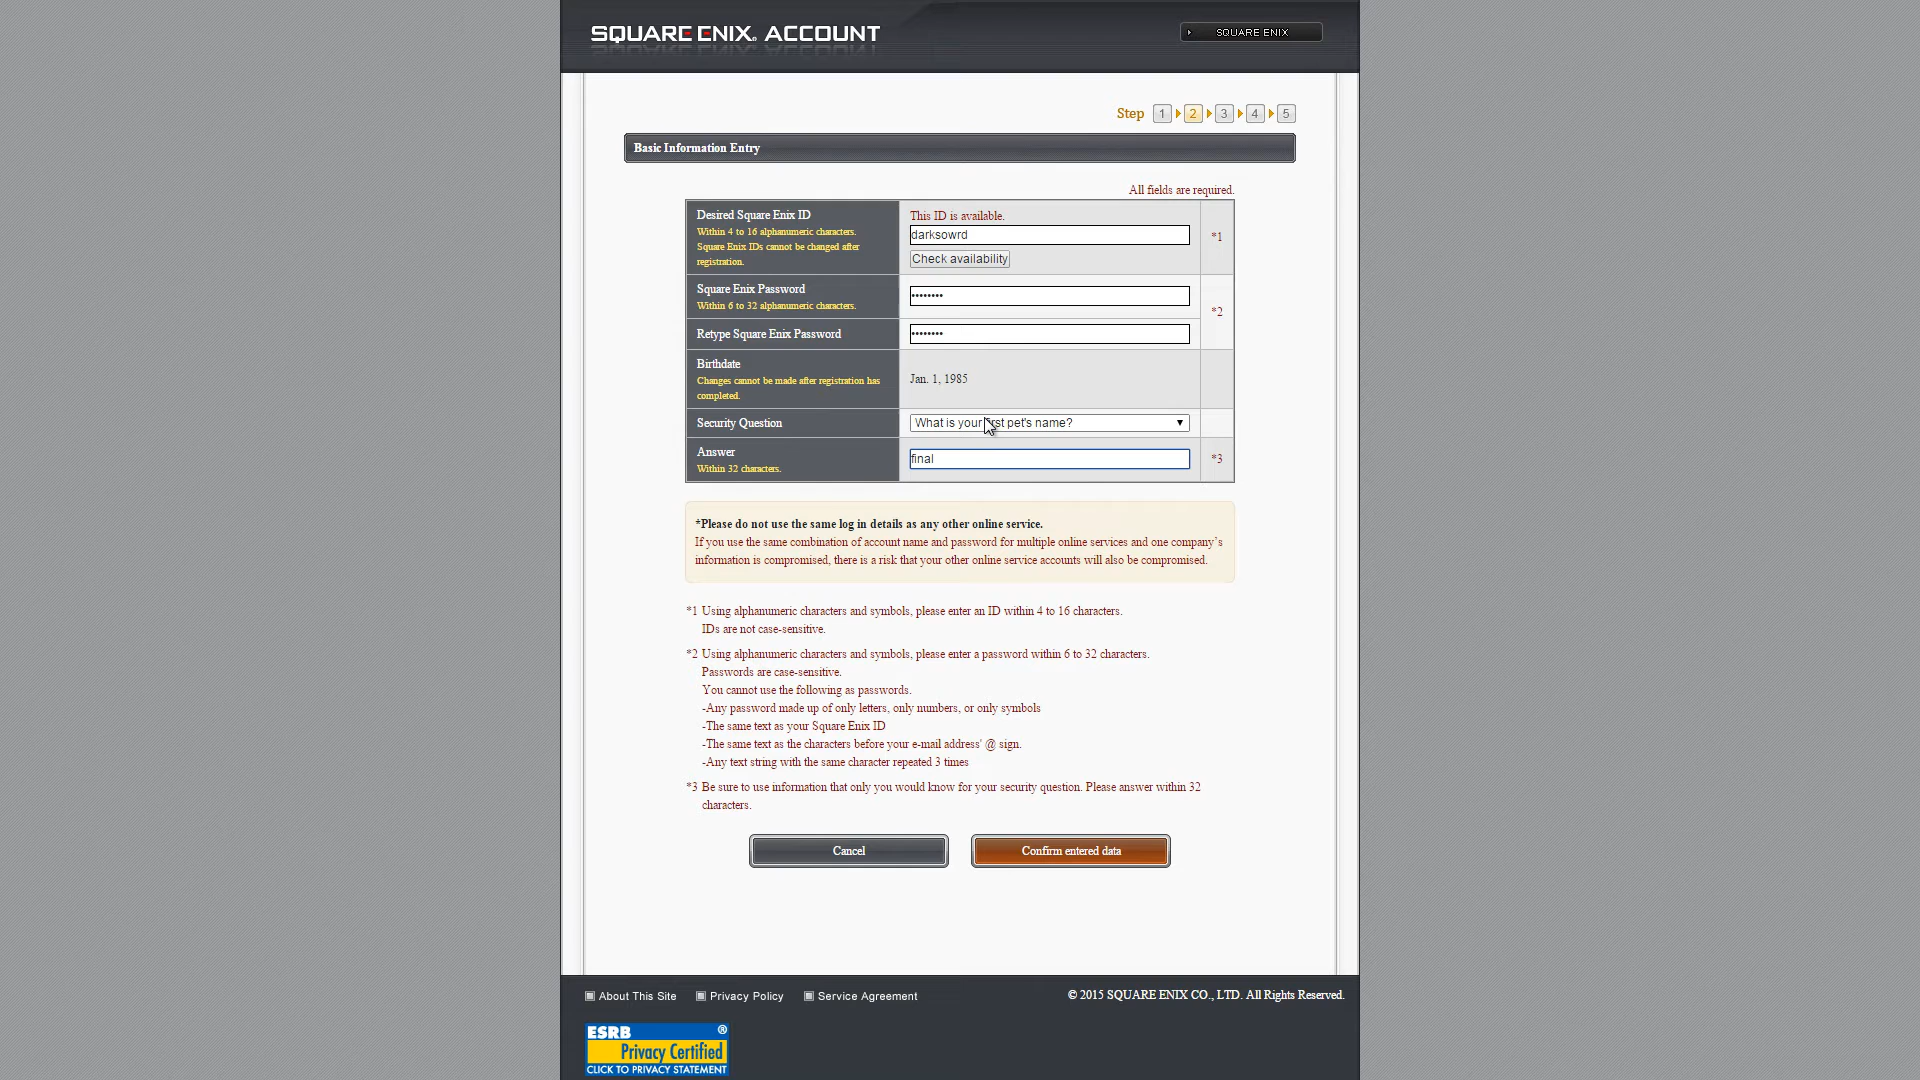 SQUARE ENIX® ACCOUNT
SQUARE ENIX
Step 1 2 3 4 5
Basic Information Entry
All fields are required.
Desired Square Enix ID
Within 4 to 16 alphanumeric characters.
Square Enix IDs cannot be changed after
registration.
This ID is available.
darksowrd
Check availability
*1
Square Enix Password
Within 6 to 32 alphanumeric characters.
••••••••
*2
Retype Square Enix Password
••••••••
Birthdate
Changes cannot be made after registration has
completed.
Jan. 1, 1985
Security Question
What is your first pet's name?
Answer
Within 32 characters.
final
*3
*Please do not use the same log in details as any other online service.
If you use the same combination of account name and password for multiple online services and one company's
information is compromised, there is a risk that your other online service accounts will also be compromised.
*1 Using alphanumeric characters and symbols, please enter an ID within 4 to 16 characters.
IDs are not case-sensitive.
*2 Using alphanumeric characters and symbols, please enter a password within 6 to 32 characters.
Passwords are case-sensitive.
You cannot use the following as passwords.
-Any password made up of only letters, only numbers, or only symbols
-The same text as your Square Enix ID
-The same text as the characters before your e-mail address' @ sign.
-Any text string with the same character repeated 3 times
*3 Be sure to use information that only you would know for your security question. Please answer within 32
characters.
Cancel
Confirm entered data
About This Site
Privacy Policy
Service Agreement
© 2015 SQUARE ENIX CO., LTD. All Rights Reserved.
ESRB ®
Privacy Certified
CLICK TO PRIVACY STATEMENT